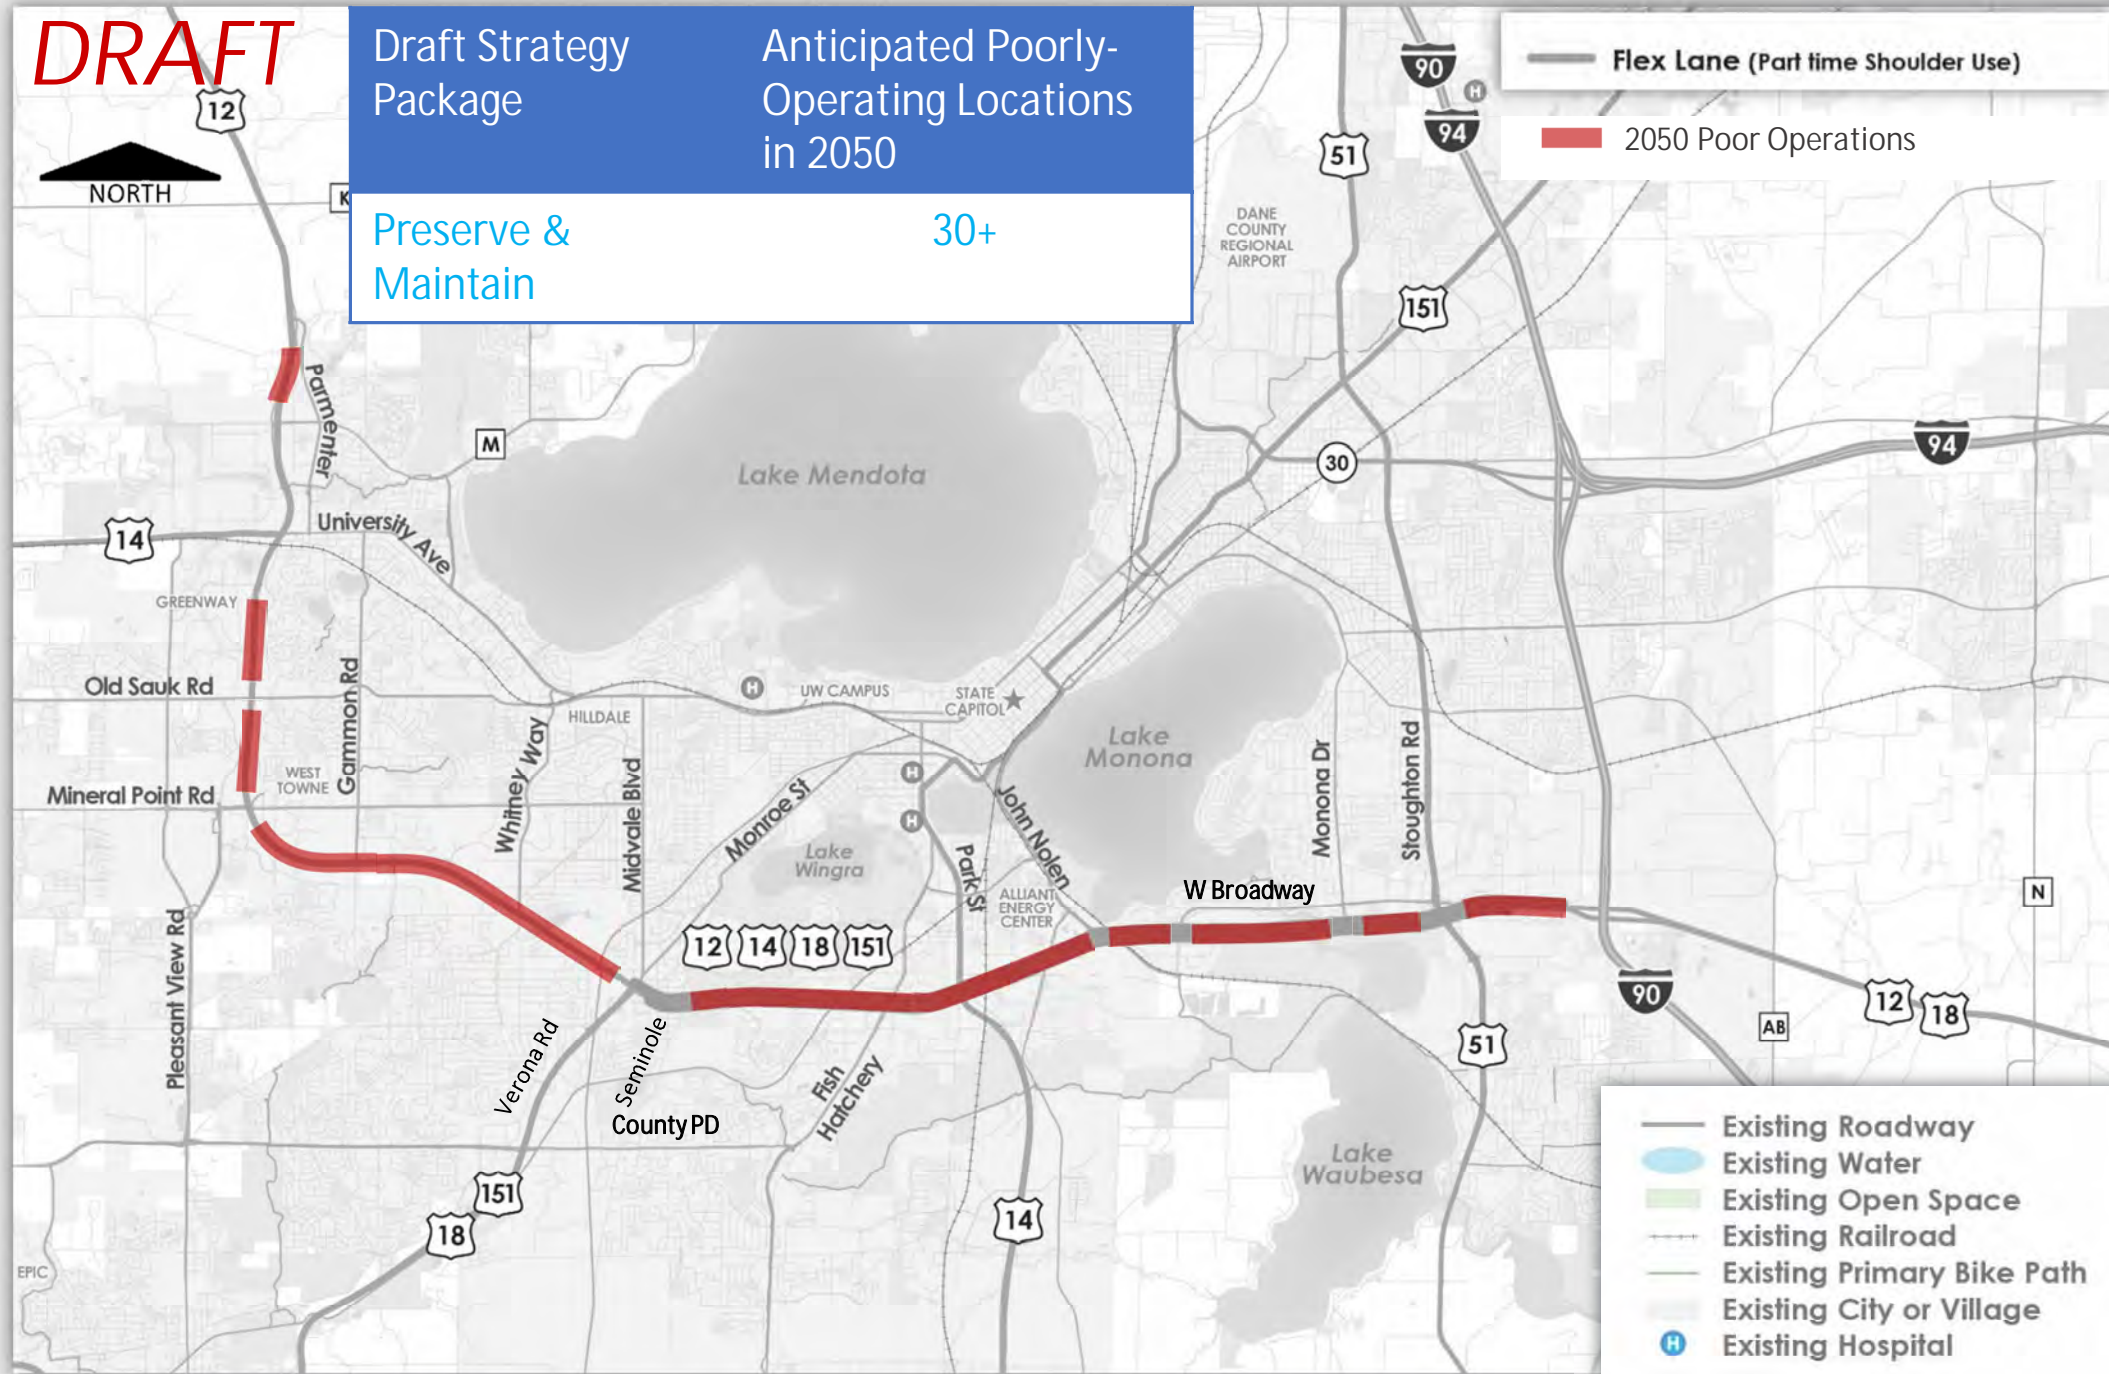 DRAFT
NORTH
Draft Strategy
Package
Anticipated Poorly-
Operating Locations
in 2050
Preserve &
Maintain
30+
Flex Lane (Part time Shoulder Use)
2050 Poor Operations
12
K
90
94
51
DANE
COUNTY
REGIONAL
AIRPORT
151
Parmenter
M
Lake Mendota
30
94
14
University Ave
GREENWAY
Old Sauk Rd
Gammon Rd
UW CAMPUS
STATE
CAPITOL
HILLDALE
WEST
TOWNE
Mineral Point Rd
Whitney Way
Midvale Blvd
Monroe St
Lake
Wingra
Park St
John Nolen
Lake
Monona
Monona Dr
Stoughton Rd
ALLIANT
ENERGY
CENTER
W Broadway
N
Pleasant View Rd
12
14
18
151
90
12
18
AB
51
Verona Rd
Seminole
Fish
Hatchery
County PD
Lake
Waubesa
151
18
14
EPIC
H
H
H
H
Existing Roadway
Existing Water
Existing Open Space
Existing Railroad
Existing Primary Bike Path
Existing City or Village
H
Existing Hospital